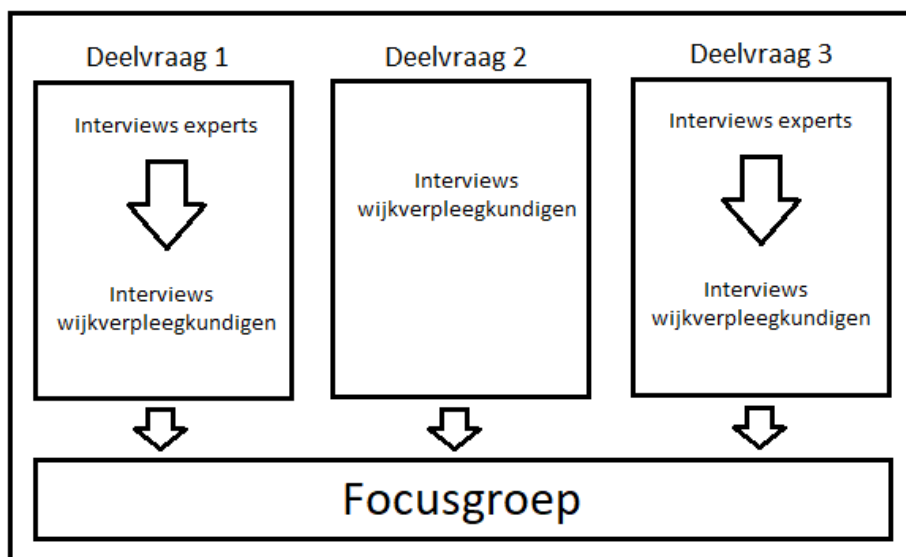 Deelvraag 1
Interviews experts
Interviews
wijkverpleegkundigen
Deelvraag 2
Interviews
wijkverpleegkundigen
Deelvraag 3
Interviews experts
Interviews
wijkverpleegkundigen
Focusgroep